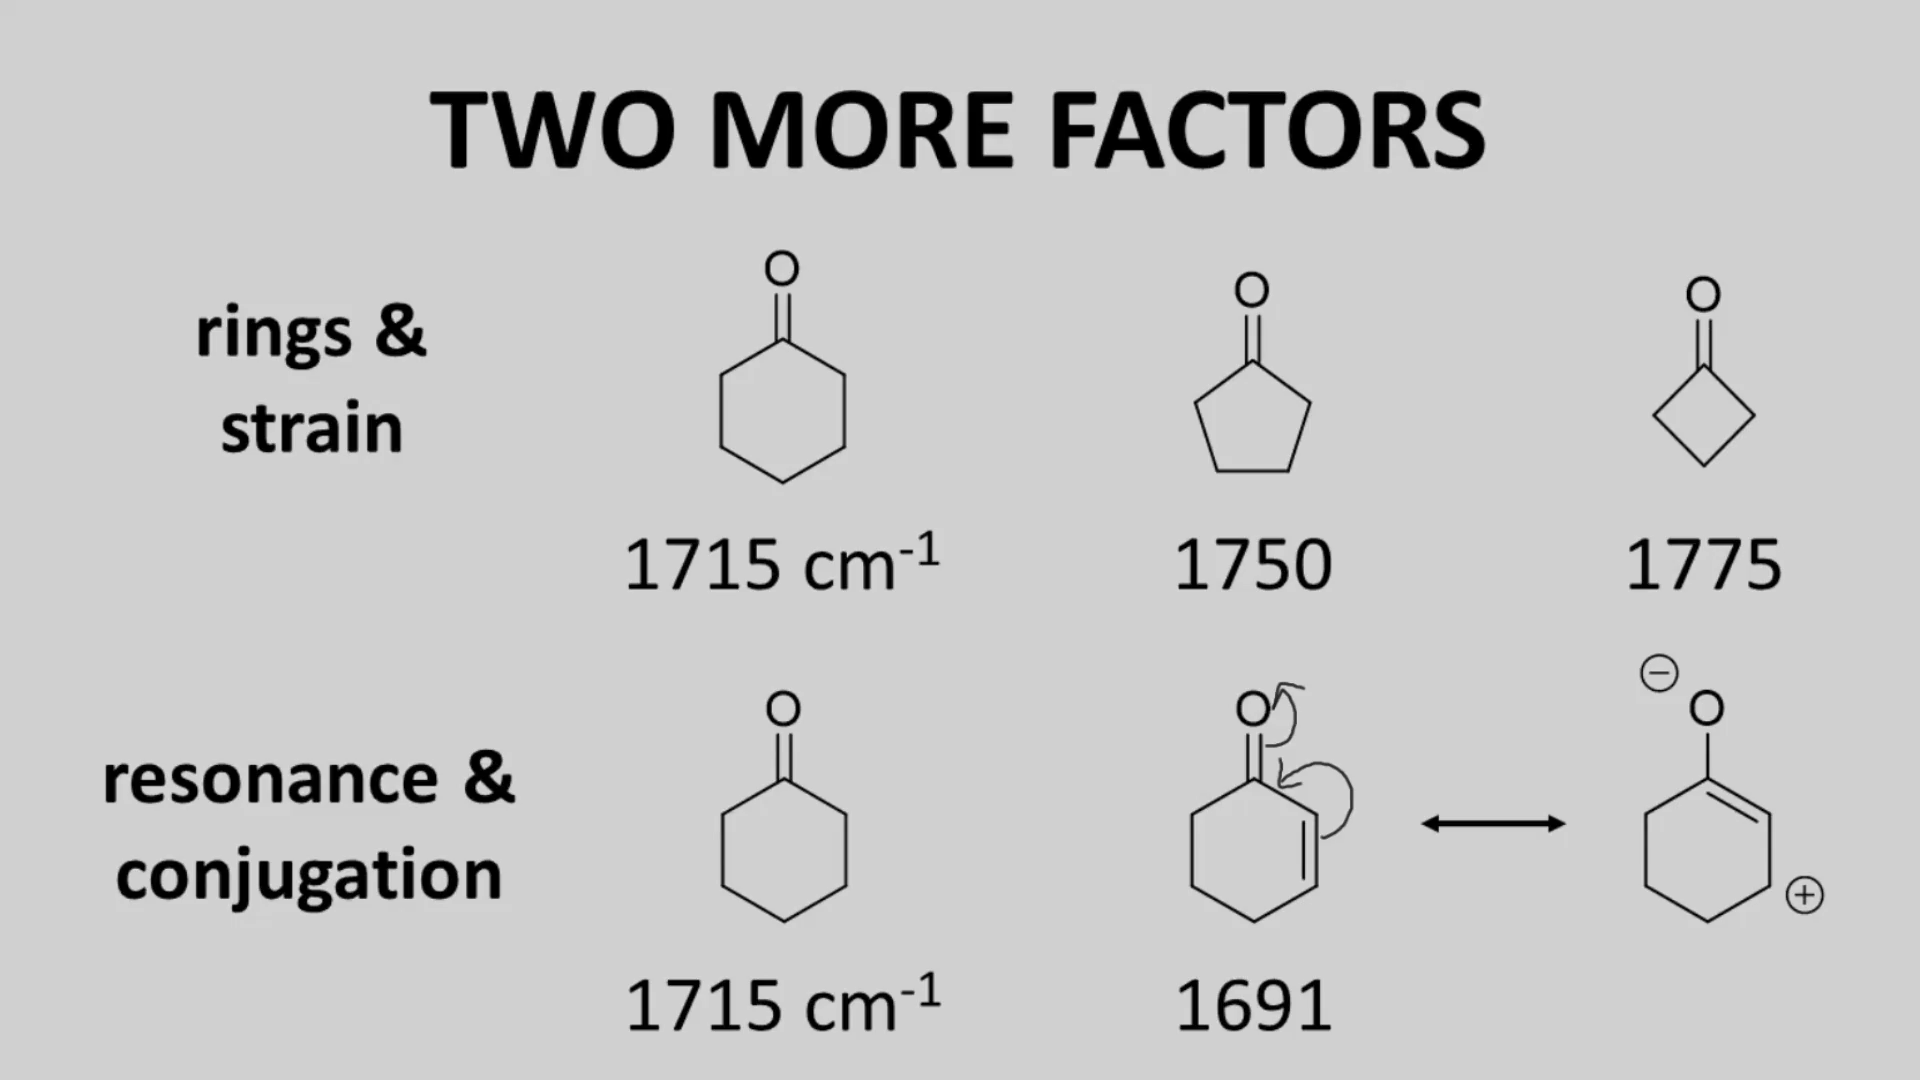 TWO MORE FACTORS
rings &
strain
O
O
O
1715 cm⁻¹
1750
1775
resonance &
conjugation
O
O
⊖
O
⊕
1715 cm⁻¹
1691